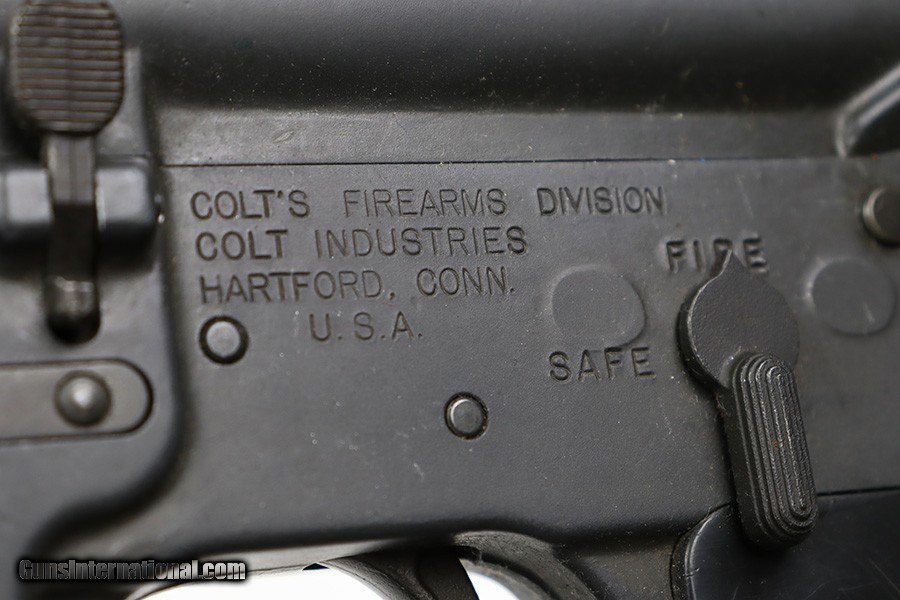 COLT'S FIREARMS DIVISION
COLT INDUSTRIES
HARTFORD, CONN.
U.S.A.
FIRE
SAFE
GunsInternational.com